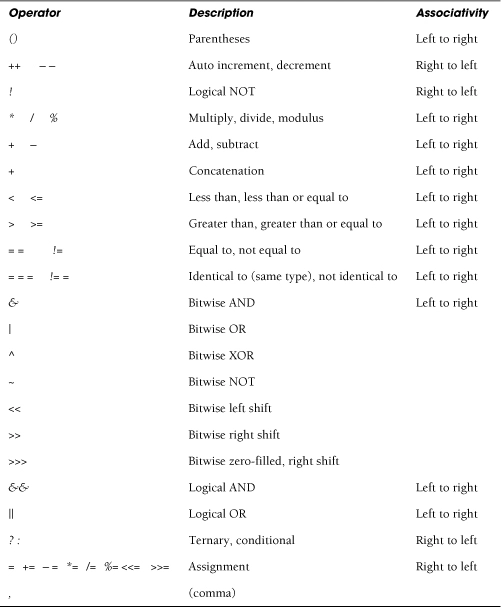 Operator Description Associativity
() Parentheses Left to right
++ – – Auto increment, decrement Right to left
! Logical NOT Right to left
* / % Multiply, divide, modulus Left to right
+ – Add, subtract Left to right
+ Concatenation Left to right
< <= Less than, less than or equal to Left to right
> >= Greater than, greater than or equal to Left to right
= = != Equal to, not equal to Left to right
= = = != = Identical to (same type), not identical to Left to right
& Bitwise AND Left to right
| Bitwise OR
^ Bitwise XOR
~ Bitwise NOT
<< Bitwise left shift
>> Bitwise right shift
>>> Bitwise zero-filled, right shift
&& Logical AND Left to right
|| Logical OR Left to right
? : Ternary, conditional Right to left
= += – = *= /= %= <<= >>= Assignment Right to left
, (comma)